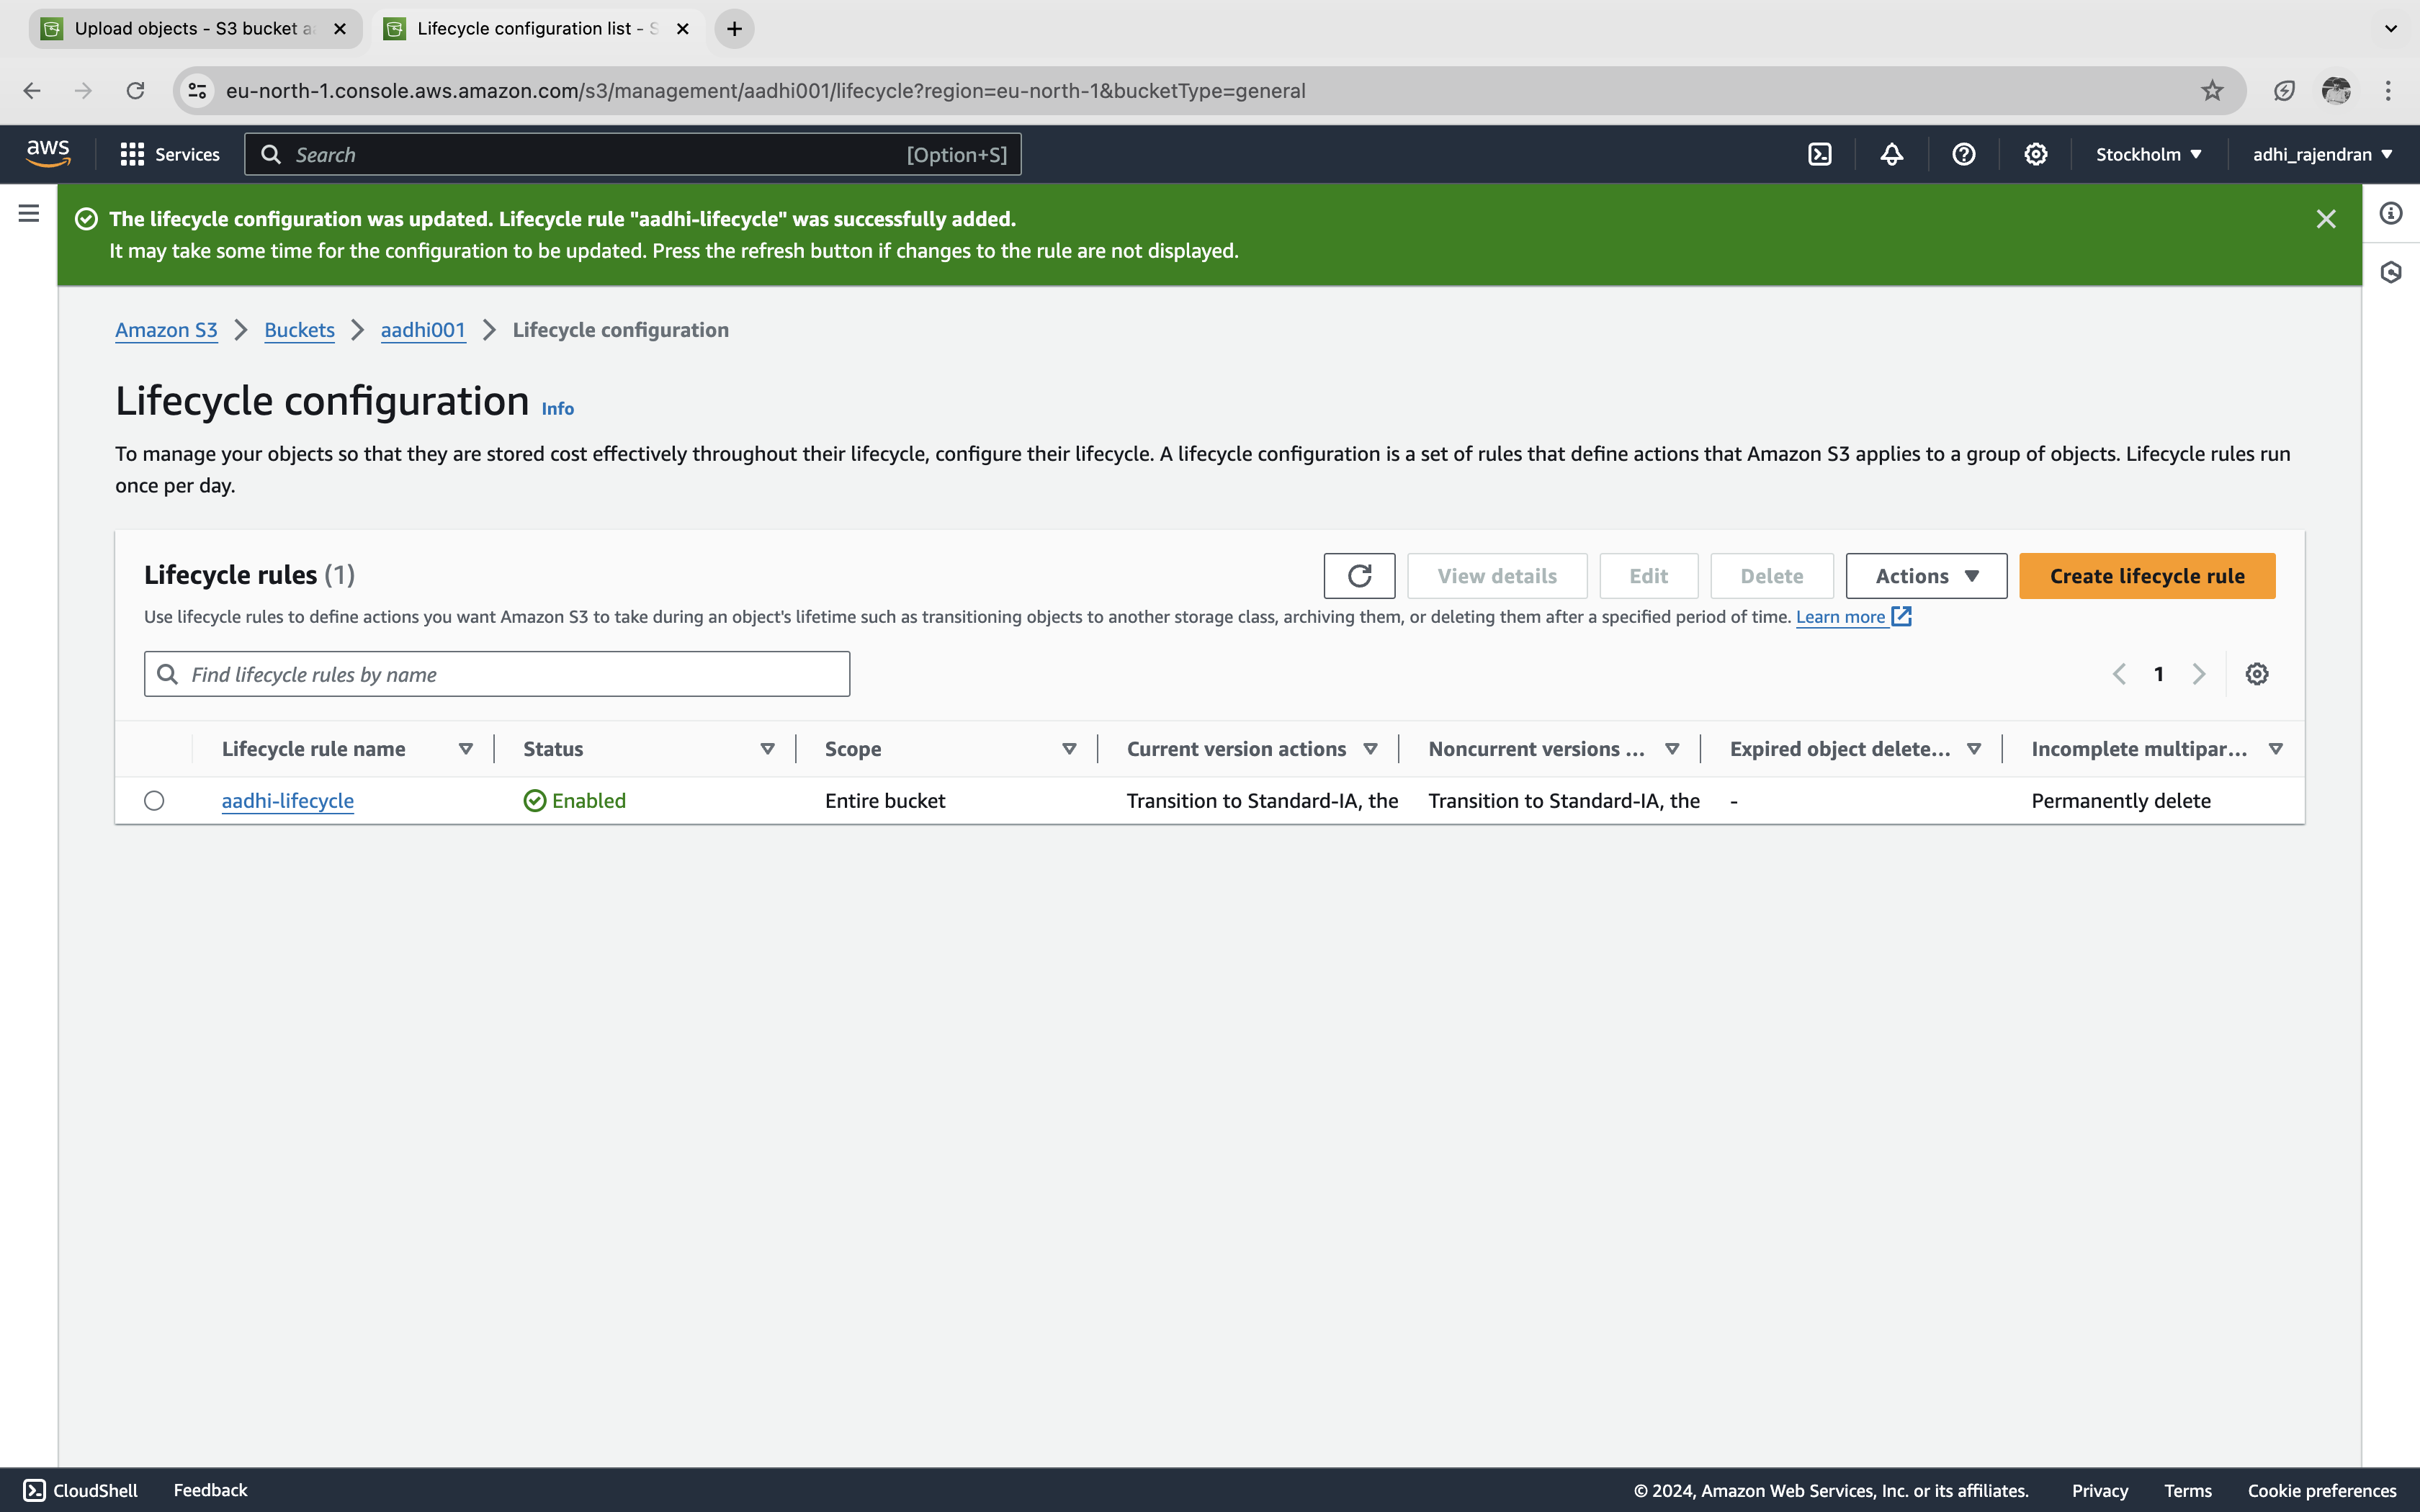 Upload objects - S3 bucket a
Lifecycle configuration list - S
eu-north-1.console.aws.amazon.com/s3/management/aadhi001/lifecycle?region=eu-north-1&bucketType=general
aws
Services
Search
[Option+S]
Stockholm
adhi_rajendran
The lifecycle configuration was updated. Lifecycle rule "aadhi-lifecycle" was successfully added.
It may take some time for the configuration to be updated. Press the refresh button if changes to the rule are not displayed.
Amazon S3
Buckets
aadhi001
Lifecycle configuration
Lifecycle configuration
Info
To manage your objects so that they are stored cost effectively throughout their lifecycle, configure their lifecycle. A lifecycle configuration is a set of rules that define actions that Amazon S3 applies to a group of objects. Lifecycle rules run
once per day.
Lifecycle rules (1)
View details
Edit
Delete
Actions
Create lifecycle rule
Use lifecycle rules to define actions you want Amazon S3 to take during an object's lifetime such as transitioning objects to another storage class, archiving them, or deleting them after a specified period of time. Learn more
Find lifecycle rules by name
1
Lifecycle rule name
Status
Scope
Current version actions
Noncurrent versions ...
Expired object delete...
Incomplete multipar...
aadhi-lifecycle
Enabled
Entire bucket
Transition to Standard-IA, the
Transition to Standard-IA, the
-
Permanently delete
CloudShell
Feedback
© 2024, Amazon Web Services, Inc. or its affiliates.
Privacy
Terms
Cookie preferences